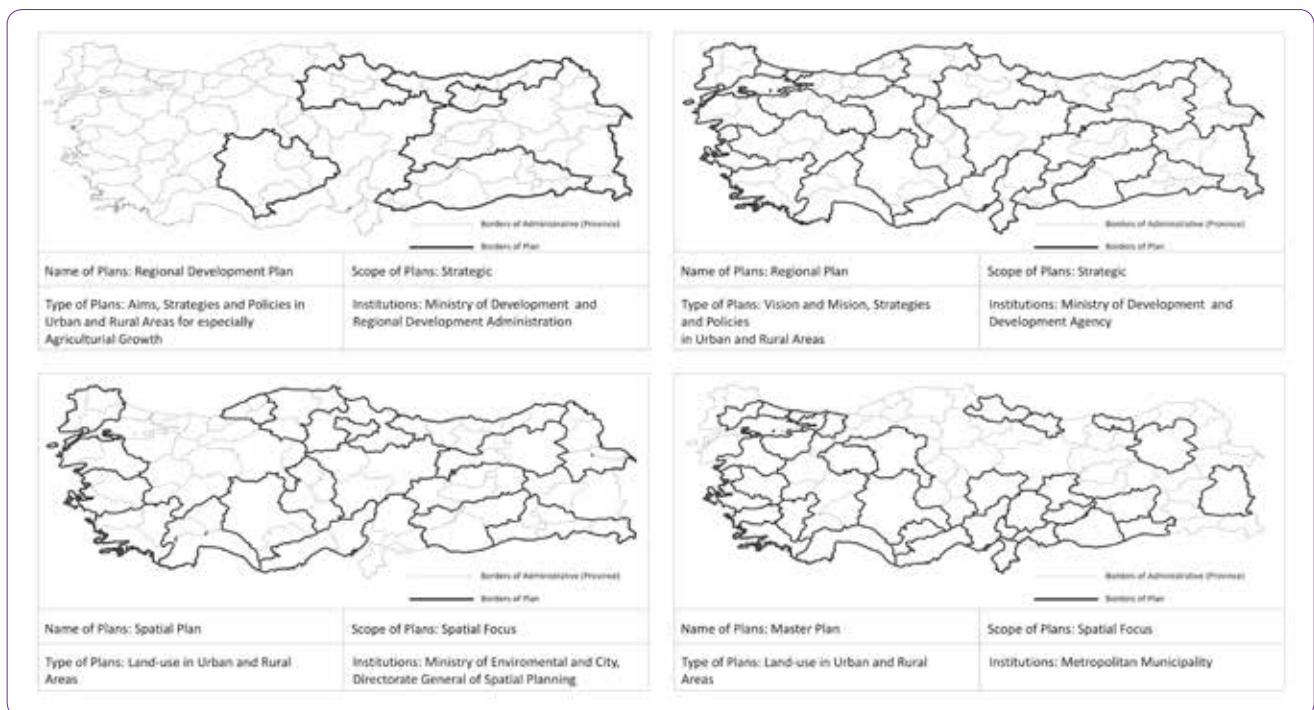 Borders of Administrative (Province)
Borders of Plan
Name of Plans: Regional Development Plan
Scope of Plans: Strategic
Type of Plans: Aims, Strategies and Policies in
Urban and Rural Areas for especially
Agriculturial Growth
Institutions: Ministry of Development and
Regional Development Administration
Borders of Administrative (Province)
Borders of Plan
Name of Plans: Regional Plan
Scope of Plans: Strategic
Type of Plans: Vision and Mision, Strategies
and Policies
in Urban and Rural Areas
Institutions: Ministry of Development and
Development Agency
Borders of Administrative (Province)
Borders of Plan
Name of Plans: Spatial Plan
Scope of Plans: Spatial Focus
Type of Plans: Land-use in Urban and Rural
Areas
Institutions: Ministry of Enviromental and City,
Directorate General of Spatial Planning
Borders of Administrative (Province)
Borders of Plan
Name of Plans: Master Plan
Scope of Plans: Spatial Focus
Type of Plans: Land-use in Urban and Rural
Areas
Institutions: Metropolitan Municipality